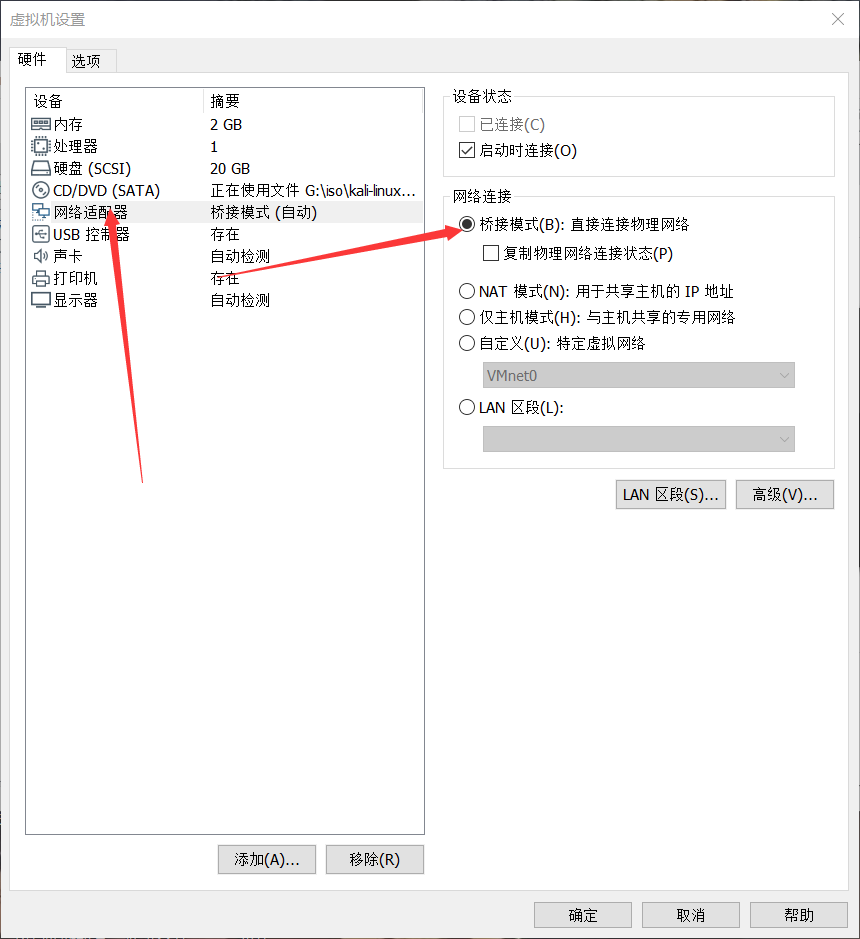 虚拟机设置
硬件 选项
设备 摘要
内存 2 GB
处理器 1
硬盘 (SCSI) 20 GB
CD/DVD (SATA) 正在使用文件 G:\iso\kali-linux...
网络适配器 桥接模式 (自动)
USB 控制器 存在
声卡 自动检测
打印机 存在
显示器 自动检测
添加(A)... 移除(R)
设备状态
已连接(C)
启动时连接(O)
网络连接
桥接模式(B): 直接连接物理网络
复制物理网络连接状态(P)
NAT 模式(N): 用于共享主机的 IP 地址
仅主机模式(H): 与主机共享的专用网络
自定义(U): 特定虚拟网络
VMnet0
LAN 区段(L):
LAN 区段(S)... 高级(V)...
确定 取消 帮助